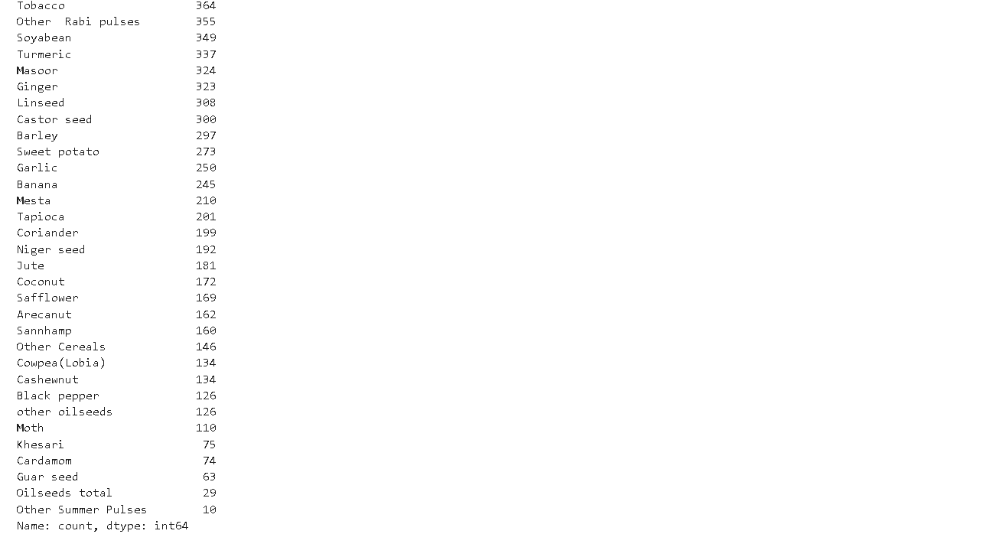 Tobacco 364
Other  Rabi pulses 355
Soyabean 349
Turmeric 337
Masoor 324
Ginger 323
Linseed 308
Castor seed 300
Barley 297
Sweet potato 273
Garlic 250
Banana 245
Mesta 210
Tapioca 201
Coriander 199
Niger seed 192
Jute 181
Coconut 172
Safflower 169
Arecanut 162
Sannhamp 160
Other Cereals 146
Cowpea(Lobia) 134
Cashewnut 134
Black pepper 126
other oilseeds 126
Moth 110
Khesari 75
Cardamom 74
Guar seed 63
Oilseeds total 29
Other Summer Pulses 10
Name: count, dtype: int64